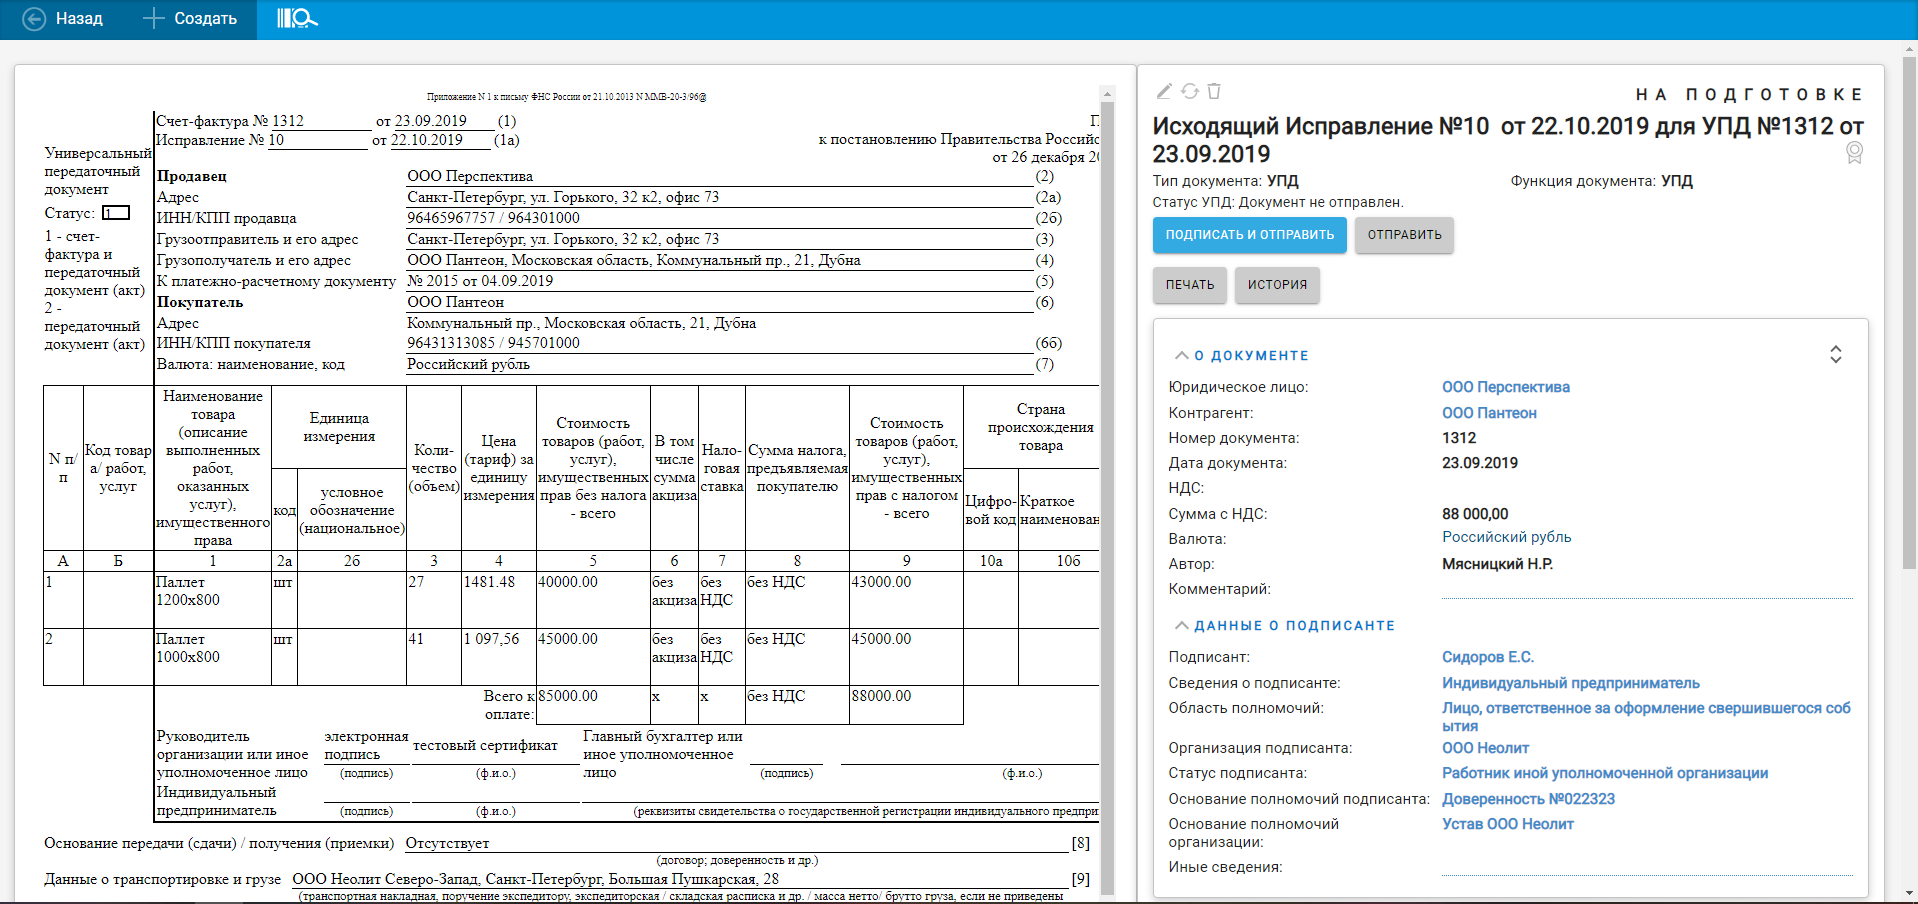 Назад
Создать
Приложение N 1 к письму ФНС России от 21.10.2013 N ММВ-20-3/96@
Универсальный
передаточный
документ
Статус: 1
1 - счет-
фактура и
передаточный
документ (акт)
2 -
передаточный
документ (акт)
Счет-фактура № 1312 от 23.09.2019 (1)
Исправление № 10 от 22.10.2019 (1а)
к постановлению Правительства Российс
от 26 декабря 20
Продавец ООО Перспектива (2)
Адрес Санкт-Петербург, ул. Горького, 32 к2, офис 73 (2а)
ИНН/КПП продавца 96465967757 / 964301000 (2б)
Грузоотправитель и его адрес Санкт-Петербург, ул. Горького, 32 к2, офис 73 (3)
Грузополучатель и его адрес ООО Пантеон, Московская область, Коммунальный пр., 21, Дубна (4)
К платежно-расчетному документу № 2015 от 04.09.2019 (5)
Покупатель ООО Пантеон (6)
Адрес Коммунальный пр., Московская область, 21, Дубна
ИНН/КПП покупателя 96431313085 / 945701000 (6б)
Валюта: наименование, код Российский рубль (7)
N п/
п
Код товар
а/ работ,
услуг
Наименование
товара
(описание
выполненных
работ,
оказанных
услуг),
имущественного
права
Единица
измерения
код
условное
обозначение
(национальное)
Коли-
чество
(объем)
Цена
(тариф) за
единицу
измерения
Стоимость
товаров (работ,
услуг),
имущественных
прав без налога
- всего
В том
числе
сумма
акциза
Нало-
говая
ставка
Сумма налога,
предъявляемая
покупателю
Стоимость
товаров (работ,
услуг),
имущественных
прав с налогом
- всего
Страна
происхождения
товара
Цифро-
вой код
Краткое
наименован
А Б 1 2а 2б 3 4 5 6 7 8 9 10а 10б
1 Паллет 1200х800 шт 27 1481.48 40000.00 без акциза без НДС без НДС 43000.00
2 Паллет 1000х800 шт 41 1 097,56 45000.00 без акциза без НДС без НДС 45000.00
Всего к оплате: 85000.00 х х без НДС 88000.00
Руководитель
организации или иное
уполномоченное лицо
электронная
подпись
(подпись)
тестовый сертификат
(ф.и.о.)
Главный бухгалтер или
иное уполномоченное
лицо
(подпись)
(ф.и.о.)
Индивидуальный
предприниматель
(подпись)
(ф.и.о.)
(реквизиты свидетельства о государственной регистрации индивидуального предпри
Основание передачи (сдачи) / получения (приемки) Отсутствует [8]
(договор; доверенность и др.)
Данные о транспортировке и грузе ООО Неолит Северо-Запад, Санкт-Петербург, Большая Пушкарская, 28 [9]
(транспортная накладная, поручение экспедитору, экспедиторская / складская расписка и др. / масса нетто/ брутто груза, если не приведены
НА ПОДГОТОВКЕ
Исходящий Исправление №10 от 22.10.2019 для УПД №1312 от
23.09.2019
Тип документа: УПД
Функция документа: УПД
Статус УПД: Документ не отправлен.
ПОДПИСАТЬ И ОТПРАВИТЬ
ОТПРАВИТЬ
ПЕЧАТЬ
ИСТОРИЯ
О ДОКУМЕНТЕ
Юридическое лицо: ООО Перспектива
Контрагент: ООО Пантеон
Номер документа: 1312
Дата документа: 23.09.2019
НДС:
Сумма с НДС: 88 000,00
Валюта: Российский рубль
Автор: Мясницкий Н.Р.
Комментарий:
ДАННЫЕ О ПОДПИСАНТЕ
Подписант: Сидоров Е.С.
Сведения о подписанте: Индивидуальный предприниматель
Область полномочий: Лицо, ответственное за оформление свершившегося соб
ытия
Организация подписанта: ООО Неолит
Статус подписанта: Работник иной уполномоченной организации
Основание полномочий подписанта: Доверенность №022323
Основание полномочий
организации: Устав ООО Неолит
Иные сведения: